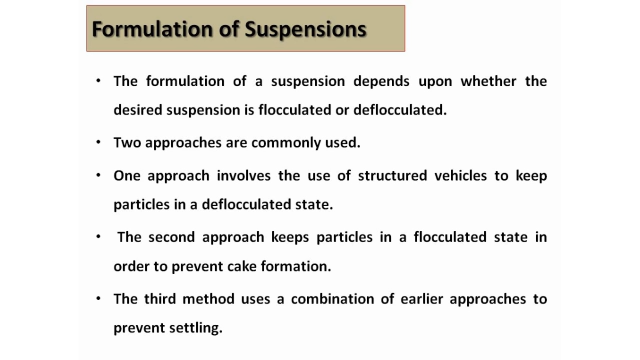 Formulation of Suspensions
• The formulation of a suspension depends upon whether the
desired suspension is flocculated or deflocculated.
• Two approaches are commonly used.
• One approach involves the use of structured vehicles to keep
particles in a deflocculated state.
• The second approach keeps particles in a flocculated state in
order to prevent cake formation.
• The third method uses a combination of earlier approaches to
prevent settling.